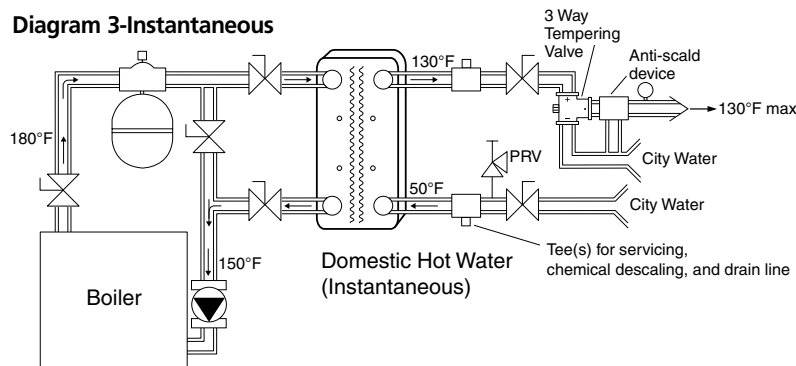 Diagram 3-Instantaneous
3 Way
Tempering
Valve
Anti-scald
device
130°F
130°F max
180°F
City Water
PRV
50°F
City Water
150°F
Tee(s) for servicing,
chemical descaling, and drain line
Domestic Hot Water
(Instantaneous)
Boiler